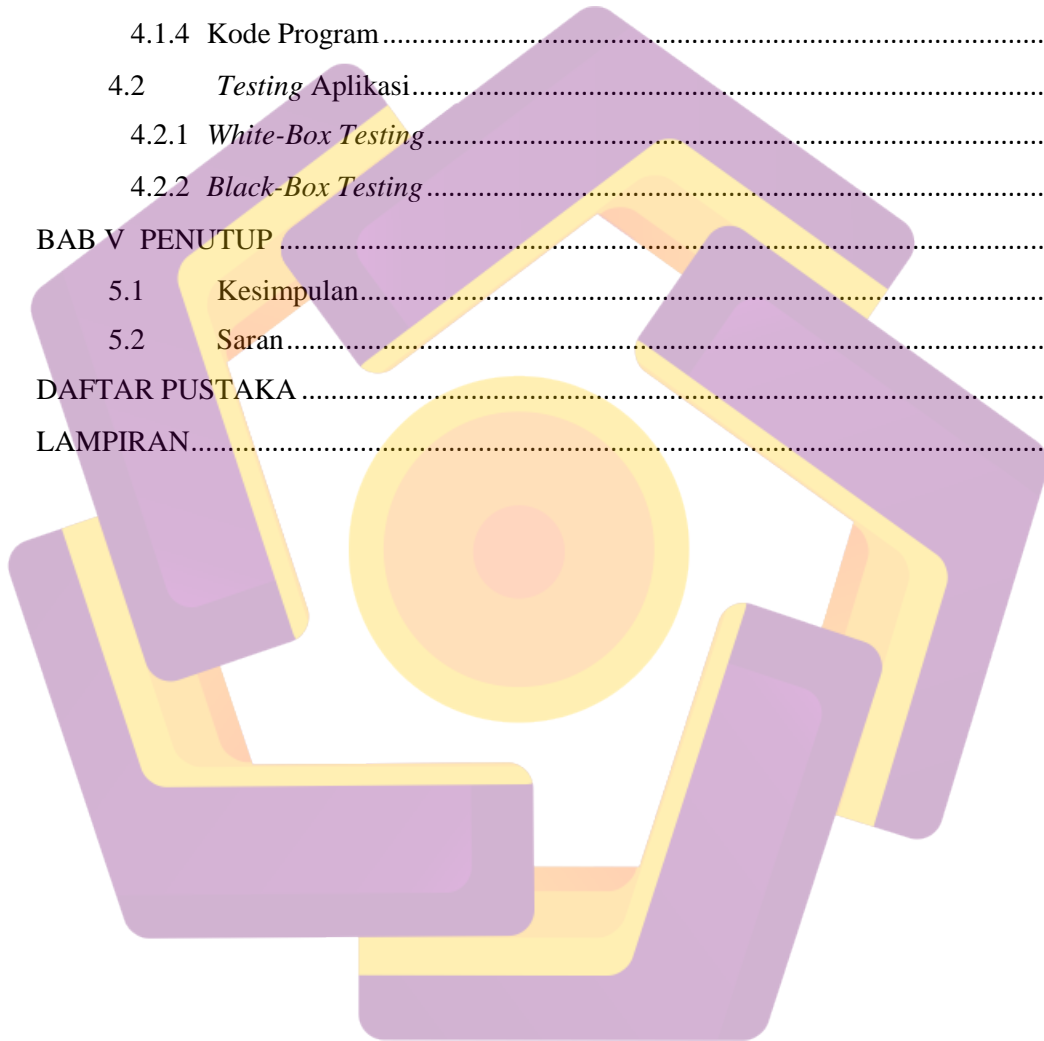 4.1.4 Kode Program ........................................................................................................
4.2 Testing Aplikasi ........................................................................................................
4.2.1 White-Box Testing ........................................................................................................
4.2.2 Black-Box Testing ........................................................................................................
BAB V PENUTUP ........................................................................................................
5.1 Kesimpulan ........................................................................................................
5.2 Saran ........................................................................................................
DAFTAR PUSTAKA ........................................................................................................
LAMPIRAN ........................................................................................................